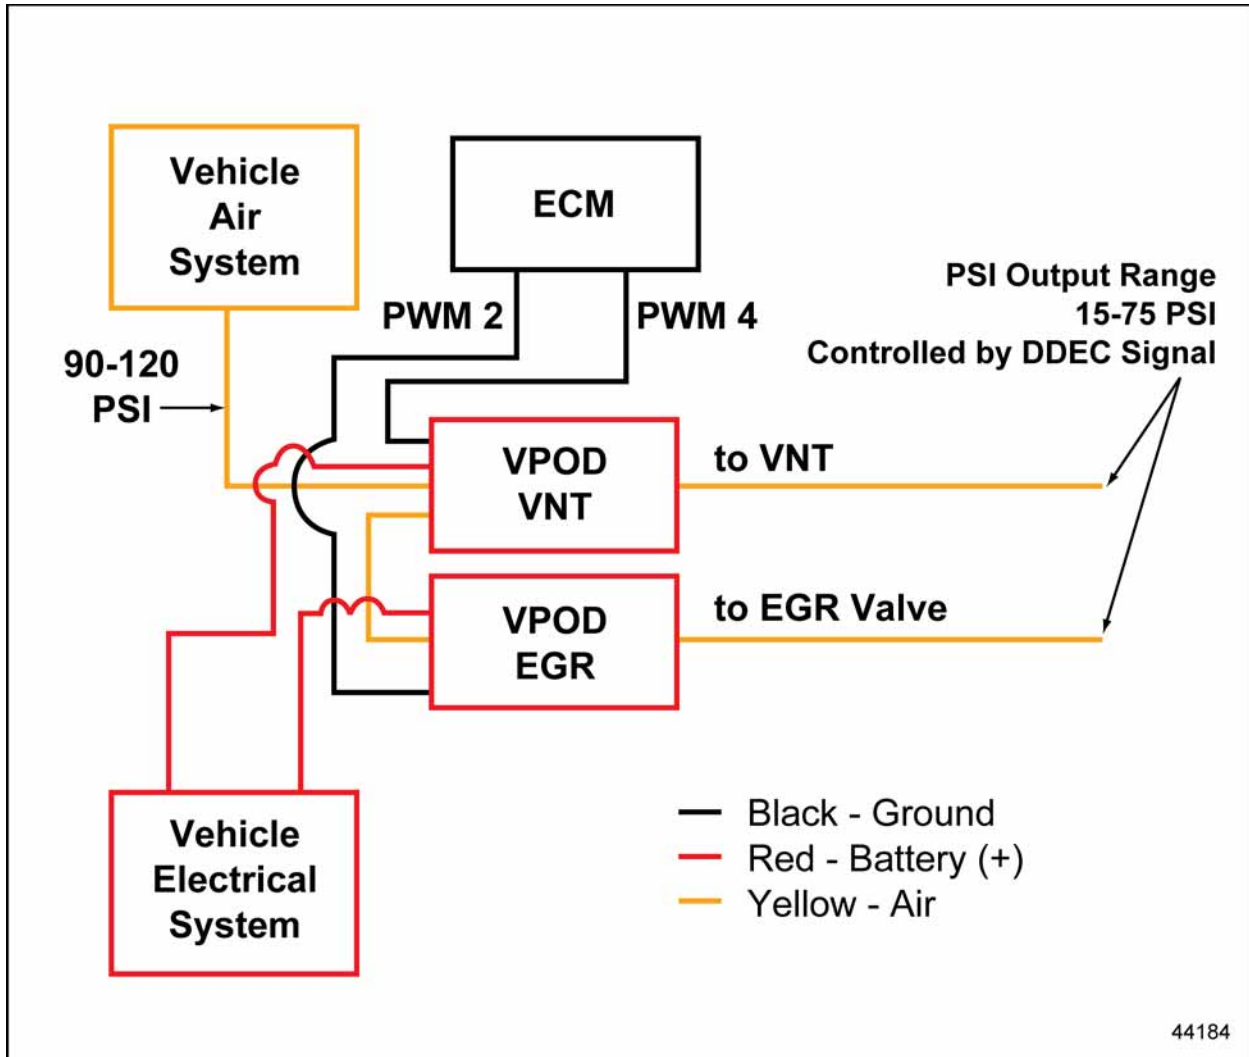 Vehicle
Air
System
ECM
PWM 2
PWM 4
PSI Output Range
15-75 PSI
Controlled by DDEC Signal
90-120
PSI
VPOD
VNT
to VNT
VPOD
EGR
to EGR Valve
Vehicle
Electrical
System
Black - Ground
Red - Battery (+)
Yellow - Air
44184